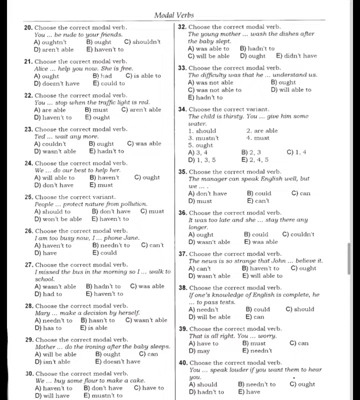 Modal Verbs
20. Choose the correct modal verb.
You ... be rude to your friends.
A) oughtn't B) ought C) shouldn't
D) aren't able E) haven't to
21. Choose the correct modal verb.
Alice ... help you now. She is free.
A) ought B) had C) is able to
D) doesn't have E) could to
22. Choose the correct modal verb.
You ... stop when the traffic light is red.
A) are able B) must C) aren't able
D) haven't to E) ought
23. Choose the correct modal verb.
Ted ... wait any more.
A) couldn't B) ought C) was able
D) wasn't able E) hadn't to
24. Choose the correct modal verb.
We ... do our best to help her.
A) will able to B) haven't C) ought
D) don't have E) must
25. Choose the correct variant.
People ... protect nature from pollution.
A) should to B) don't have C) must
D) won't be able E) haven't to
26. Choose the correct modal verb.
I am too busy now. I ... phone Jane.
A) haven't to B) needn't to C) can't
D) have E) could
27. Choose the correct modal verb.
I missed the bus in the morning so I ... walk to
school.
A) wasn't able B) hadn't to C) was able
D) had to E) haven't to
28. Choose the correct modal verb.
Mary ... make a decision by herself.
A) needn't to B) hasn't to C) wasn't able
D) has to E) is able
29. Choose the correct modal verb.
Mother ... do the ironing after the baby sleeps.
A) will be able B) ought C) can
D) isn't able E) doesn't have
30. Choose the correct modal verb.
We ... buy some flour to make a cake.
A) haven't to B) don't have C) have to
D) will have E) mustn't to
32. Choose the correct modal verb.
The young mother ... wash the dishes after
the baby slept.
A) was able to B) hadn't to
C) will be able D) ought E) didn't have
33. Choose the correct modal verb.
The difficulty was that he ... understand us.
A) was not able B) ought
C) was not able to D) will able to
E) hadn't to
34. Choose the correct variant.
The child is thirsty. You ... give him some
water.
1. should 2. are able
3. mustn't 4. must
5. ought
A) 3, 4 B) 2, 3 C) 1, 4
D) 1, 3, 5 E) 2, 4, 5
35. Choose the correct modal verb.
The manager can speak English well, but
we ... .
A) don't have B) could C) can
D) must E) can't
36. Choose the correct modal verb.
It was too late and she ... stay there any
longer.
A) ought B) could C) couldn't
D) wasn't able E) was able
37. Choose the correct modal verb.
The news is so strange that John ... believe it.
A) can't B) haven't C) ought
D) wasn't able E) will able to
38. Choose the correct modal verb.
If one's knowledge of English is complete, he
... to pass tests.
A) needn't B) could C) should
D) will be able E) can
39. Choose the correct modal verb.
That is all right. You ... worry.
A) have to B) must C) can
D) may E) needn't
40. Choose the correct modal verb.
You ... speak louder if you want them to hear
you.
A) should B) needn't to C) ought
D) hadn't to E) haven't to